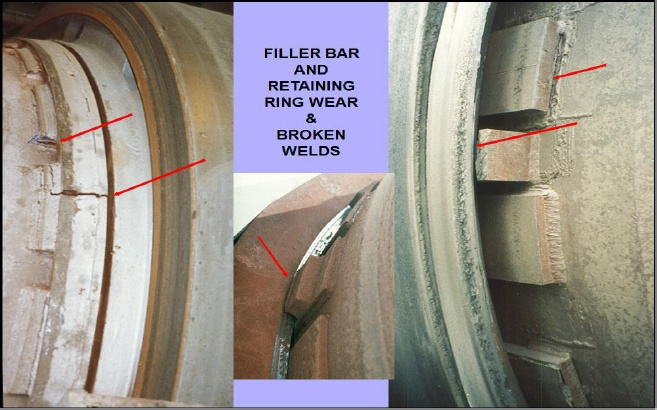 FILLER BAR
AND
RETAINING
RING WEAR
&
BROKEN
WELDS